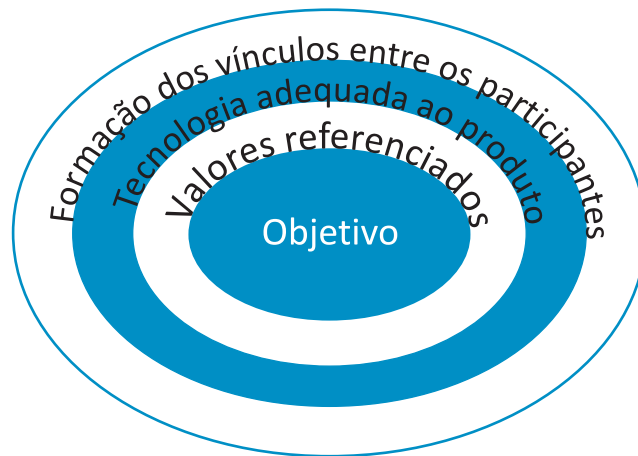 Formação dos vínculos entre os participantes
Tecnologia adequada ao produto
Valores referenciados
Objetivo